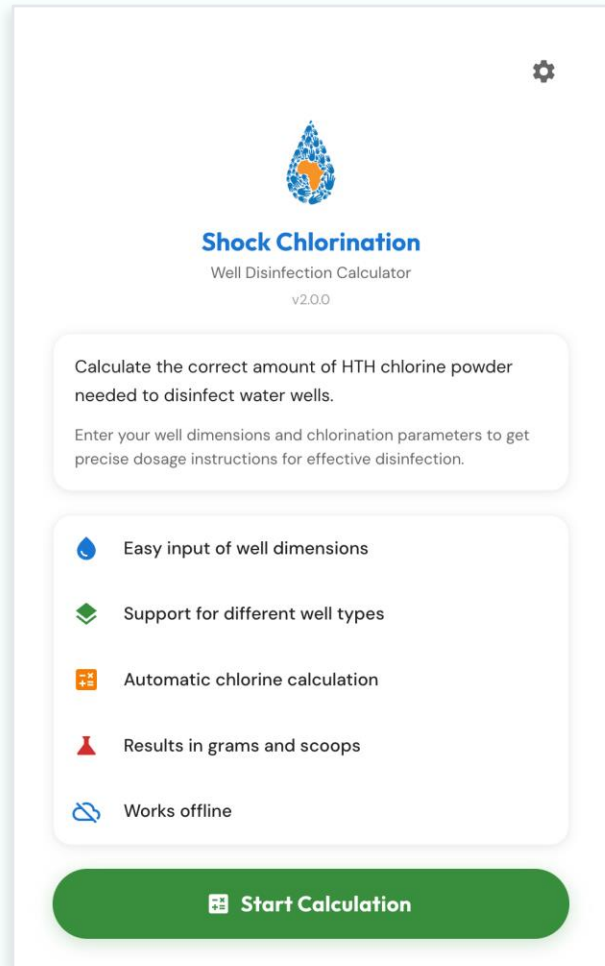 Shock Chlorination
Well Disinfection Calculator
v2.0.0
Calculate the correct amount of HTH chlorine powder
needed to disinfect water wells.
Enter your well dimensions and chlorination parameters to get
precise dosage instructions for effective disinfection.
Easy input of well dimensions
Support for different well types
Automatic chlorine calculation
Results in grams and scoops
Works offline
Start Calculation